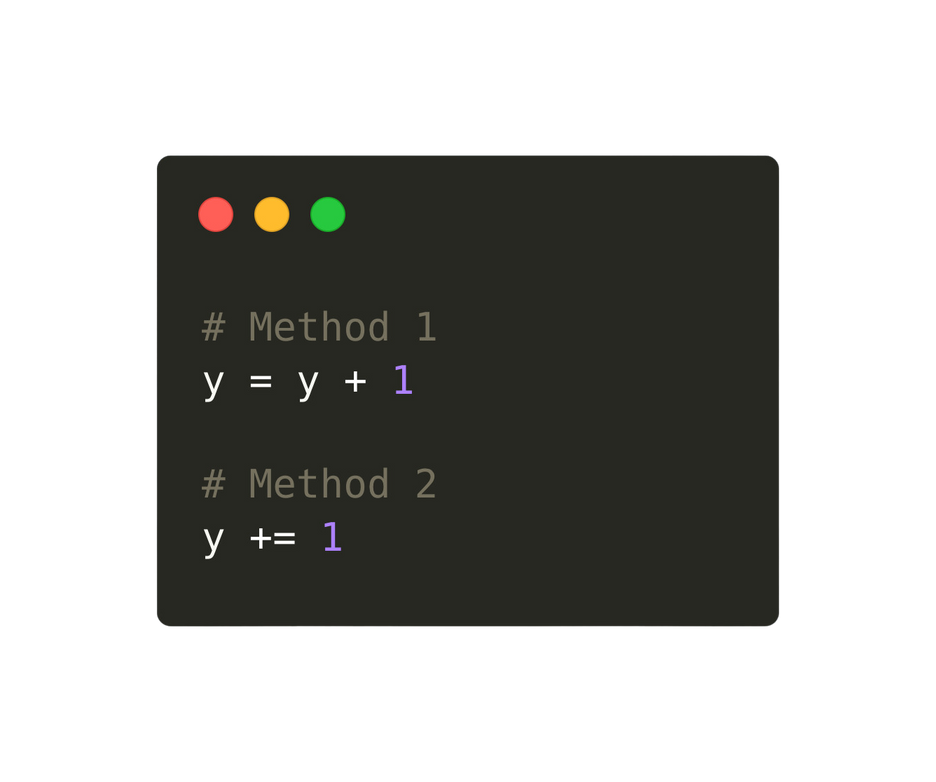 # Method 1
y = y + 1
# Method 2
y += 1